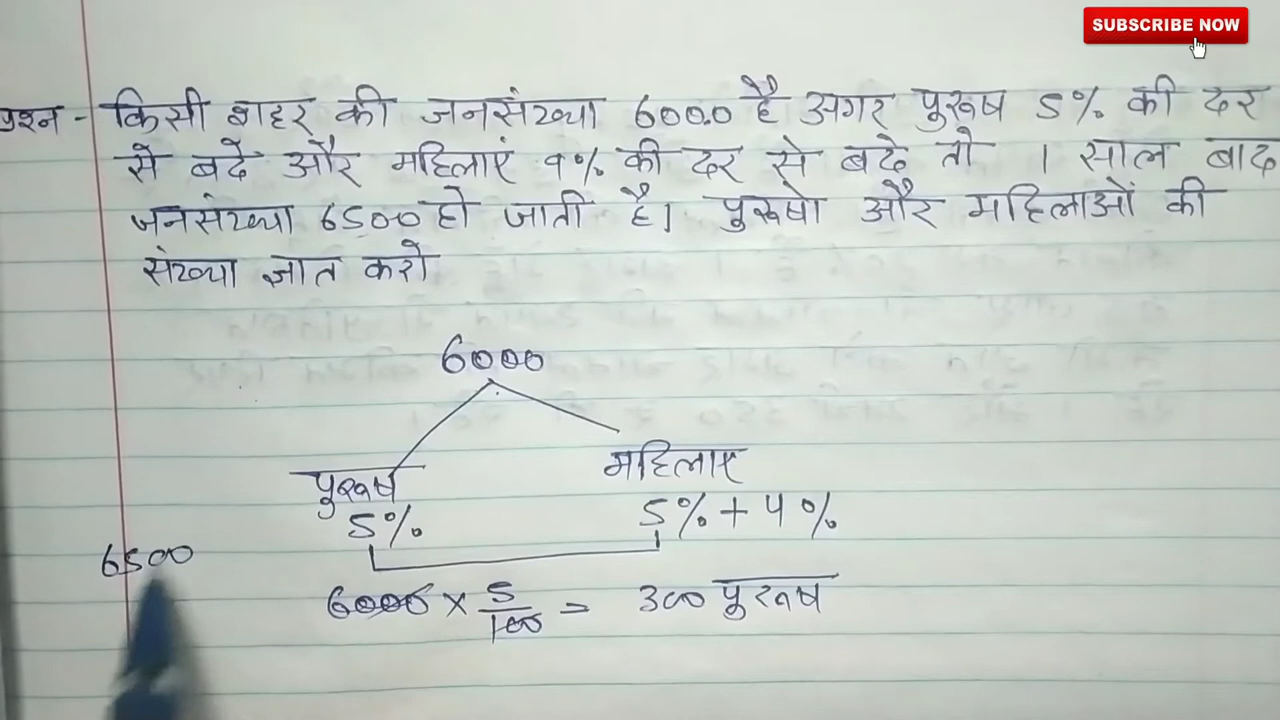 SUBSCRIBE NOW
प्रश्न - किसी शहर की जनसंख्या 6000 है अगर पुरूष 5% की दर
से बढे और महिलाएं 9% की दर से बढे तो 1 साल बाद
जनसंख्या 6500 हो जाती है। पुरूषो और महिलाओं की
संख्या ज्ञात करो
6000
पुरूष महिलाए
5% 5% + 4%
6500
6000 × 5/100 = 300 पुरूष